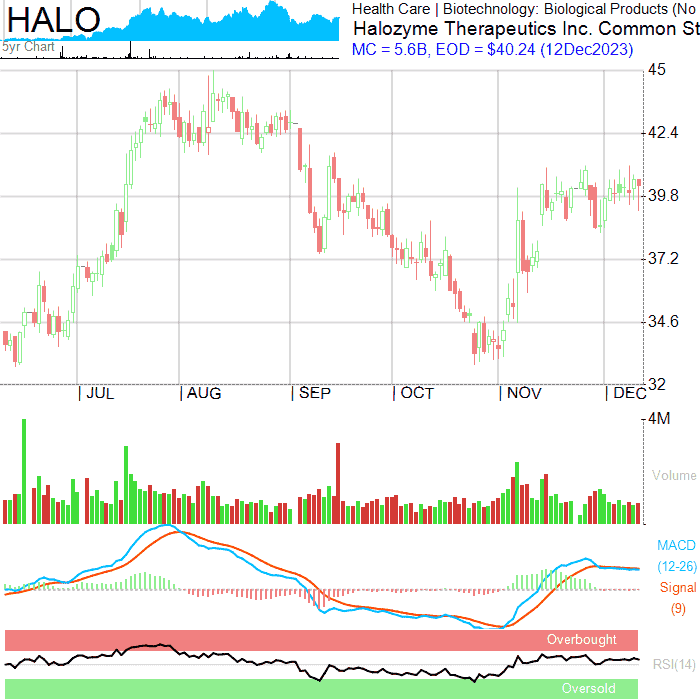 HALO
5yr Chart
Health Care | Biotechnology: Biological Products (No
Halozyme Therapeutics Inc. Common St
MC = 5.6B, EOD = $40.24 (12Dec2023)
45
42.4
39.8
37.2
34.6
32
JUL AUG SEP OCT NOV DEC
4M
Volume
MACD
(12-26)
Signal
(9)
Overbought
RSI(14)
Oversold